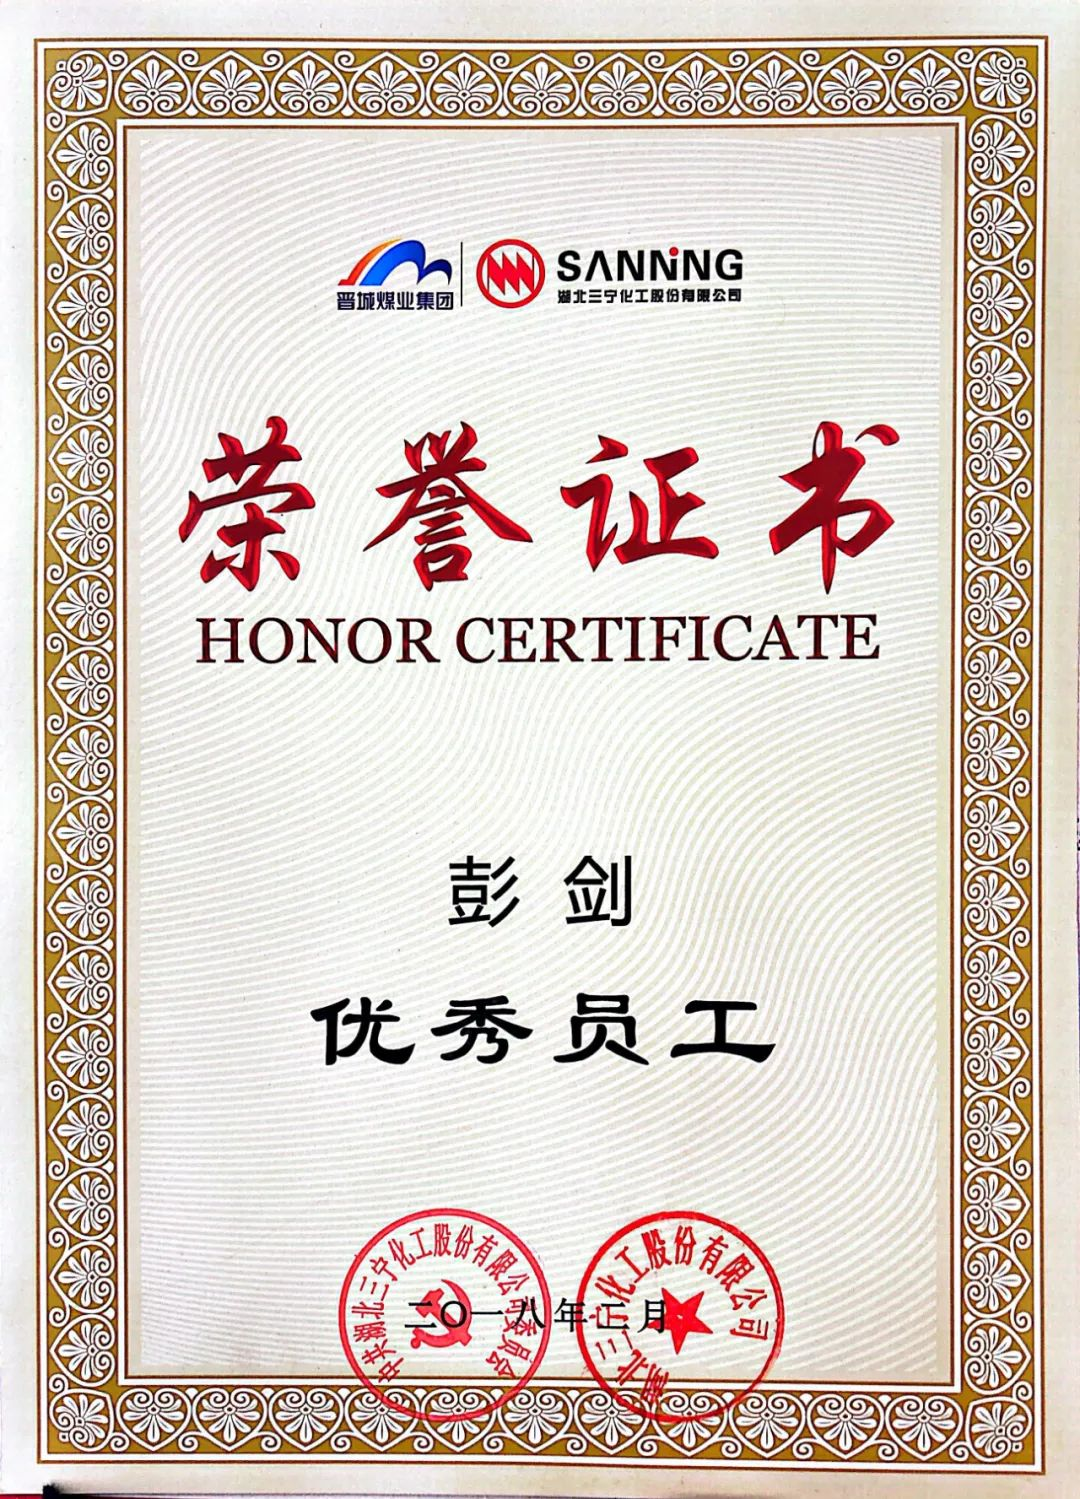 晋城煤业集团
SANNiNG
湖北三宁化工股份有限公司
荣誉证书
HONOR CERTIFICATE
彭 剑
优秀员工
中共湖北三宁化工股份有限公司委员会
湖北三宁化工股份有限公司
二〇一八年二月